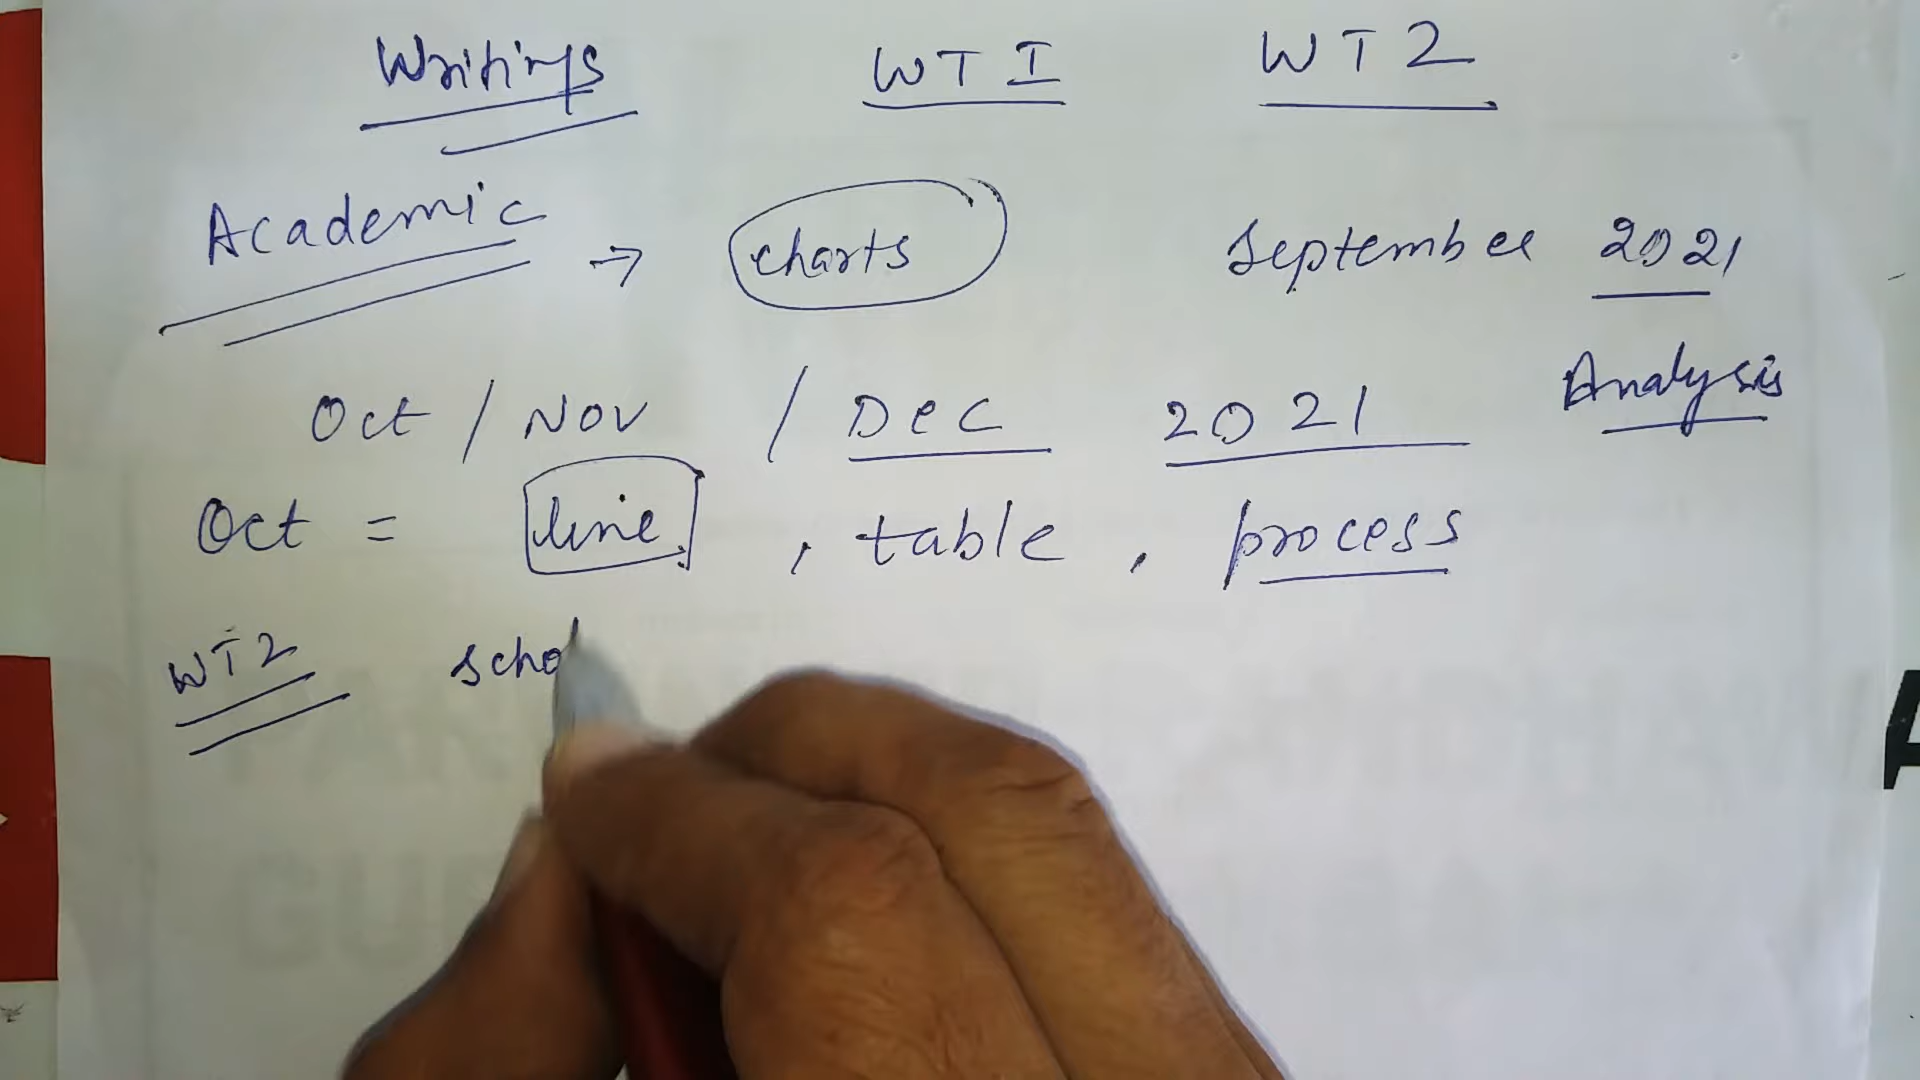 Writings WT I WT 2
Academic → charts September 2021
Analysis
Oct / Nov / Dec 2021
Oct = line , table , process
WT2 scho